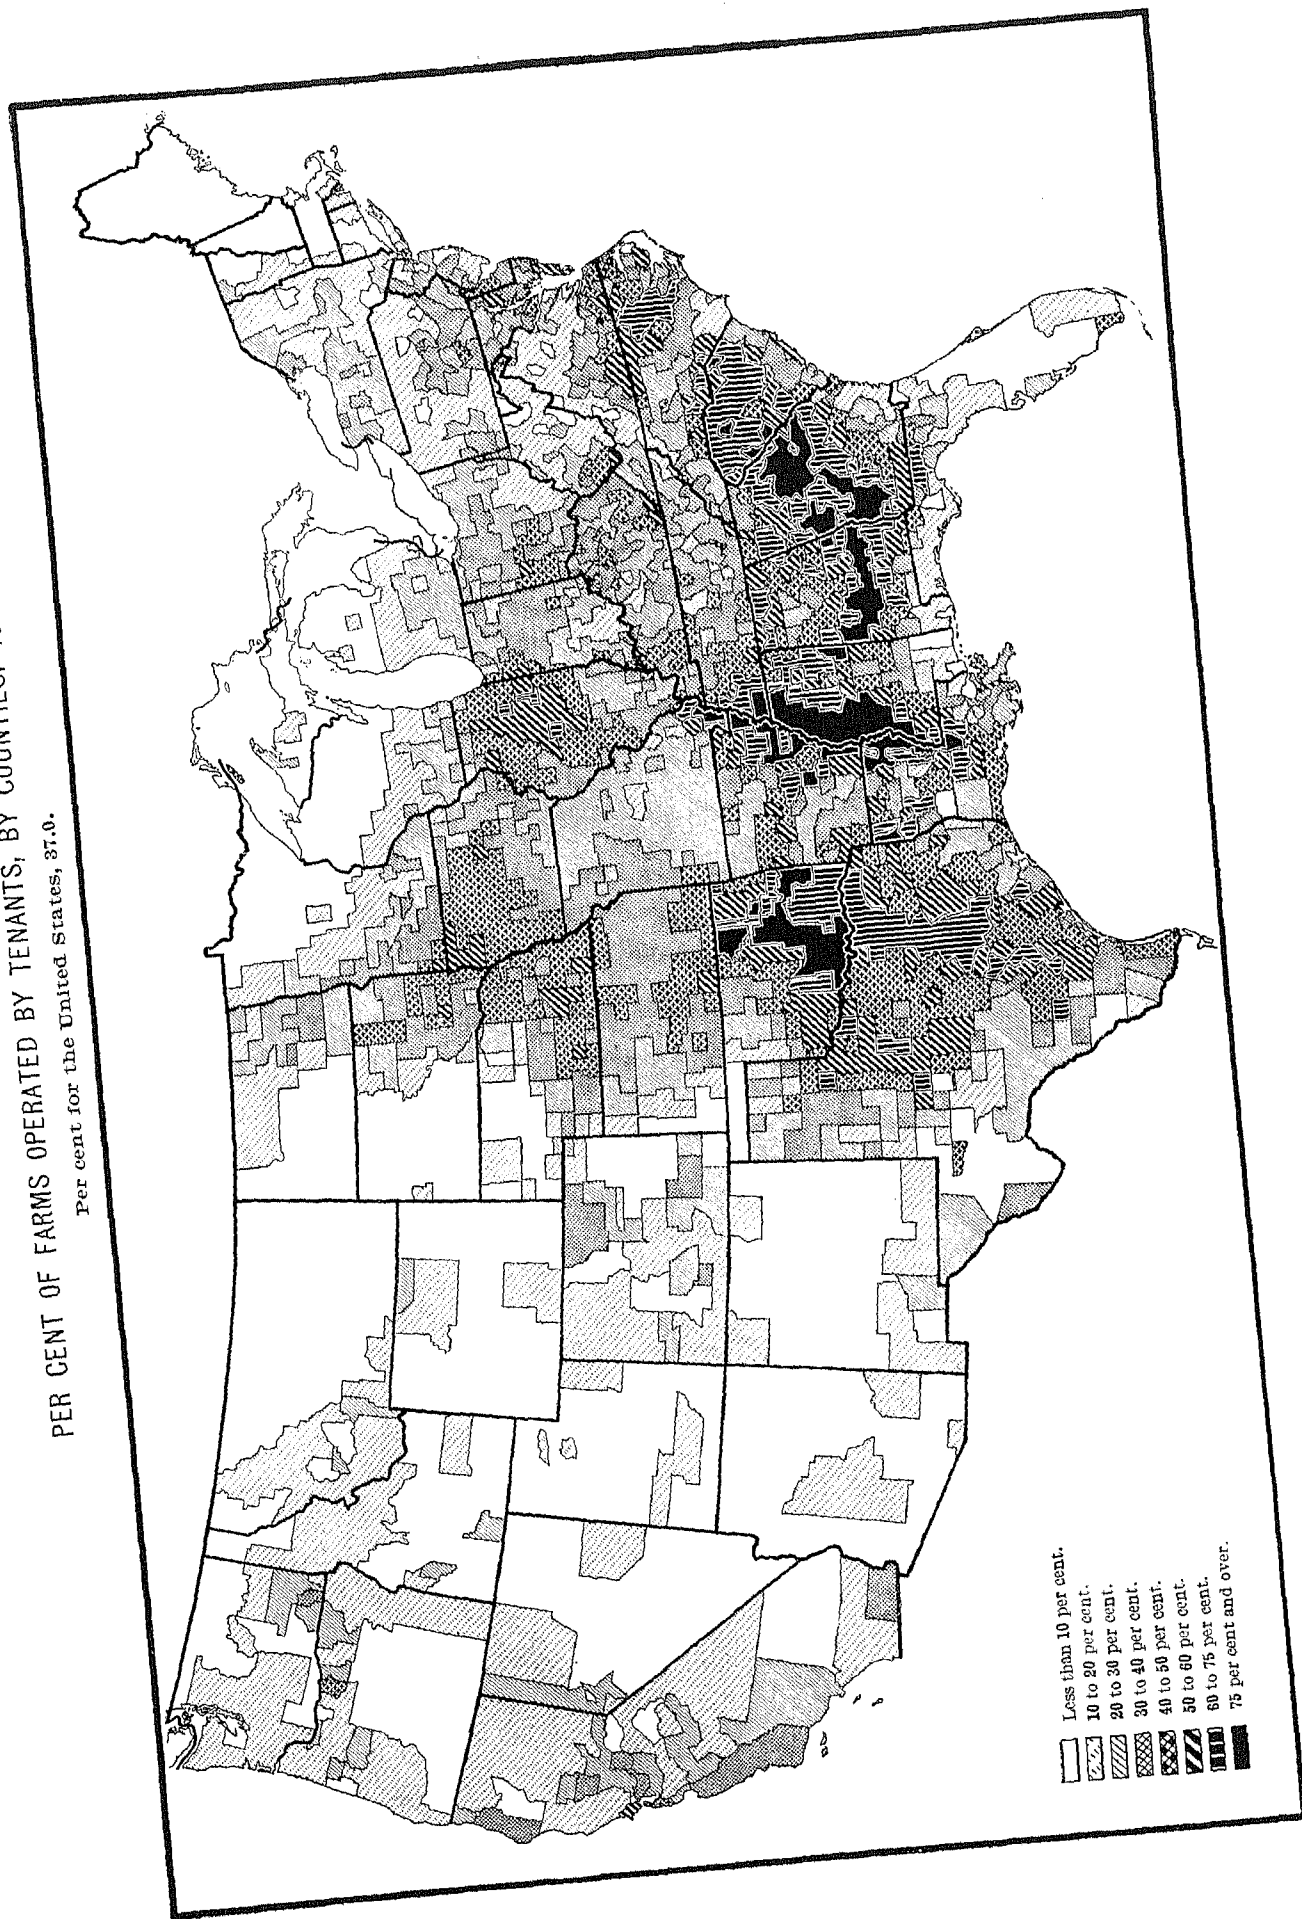 PER CENT OF FARMS OPERATED BY TENANTS, BY COUNTIES:
Per cent for the United States, 37.0.
Less than 10 per cent.
10 to 20 per cent.
20 to 30 per cent.
30 to 40 per cent.
40 to 50 per cent.
50 to 60 per cent.
60 to 75 per cent.
75 per cent and over.